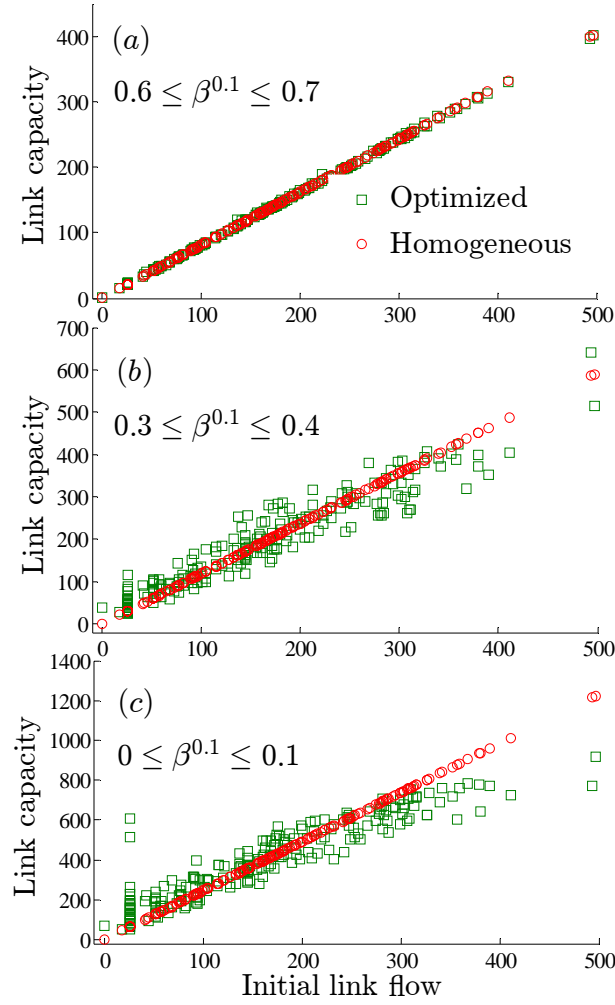 400
300
200
100
0
Link capacity
(a)
0.6 ≤ β^0.1 ≤ 0.7
Optimized
Homogeneous
0 100 200 300 400 500
700
600
500
400
300
200
100
0
Link capacity
(b)
0.3 ≤ β^0.1 ≤ 0.4
0 100 200 300 400 500
1400
1200
1000
800
600
400
200
0
Link capacity
(c)
0 ≤ β^0.1 ≤ 0.1
0 100 200 300 400 500
Initial link flow